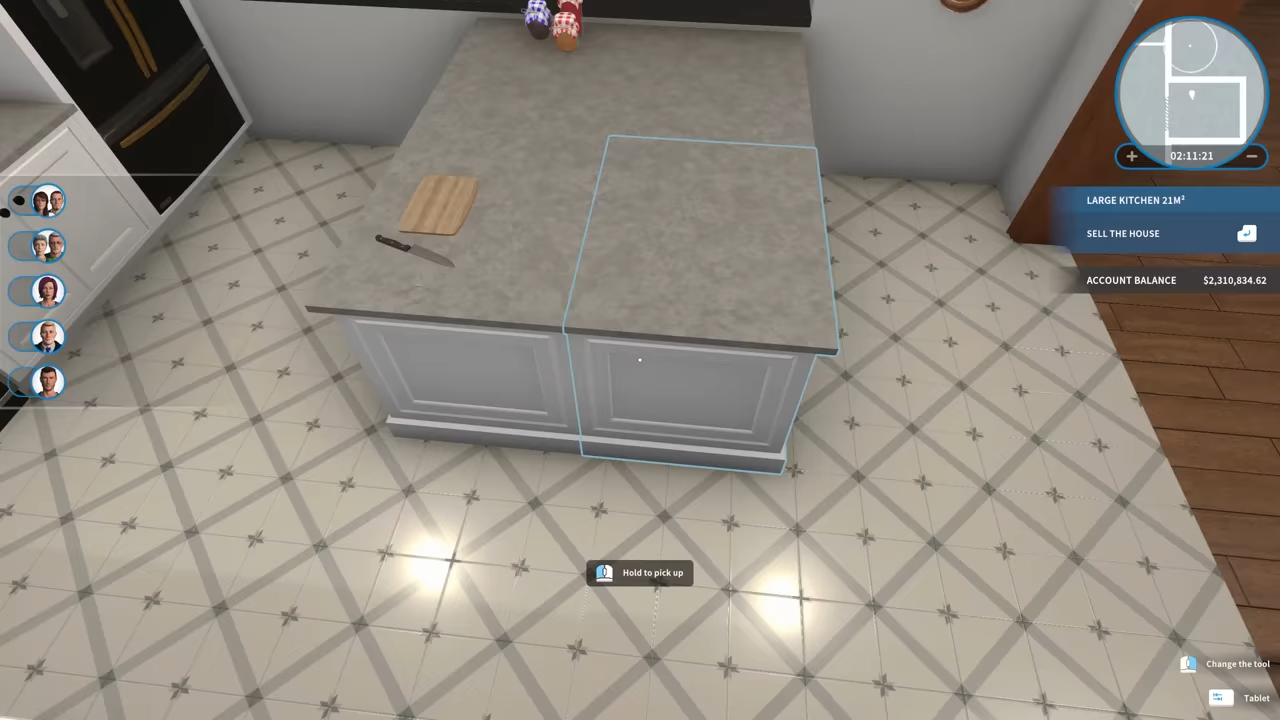 02:11:21
LARGE KITCHEN 21M²
SELL THE HOUSE
ACCOUNT BALANCE $2,310,834.62
Hold to pick up
Change the tool
Tablet